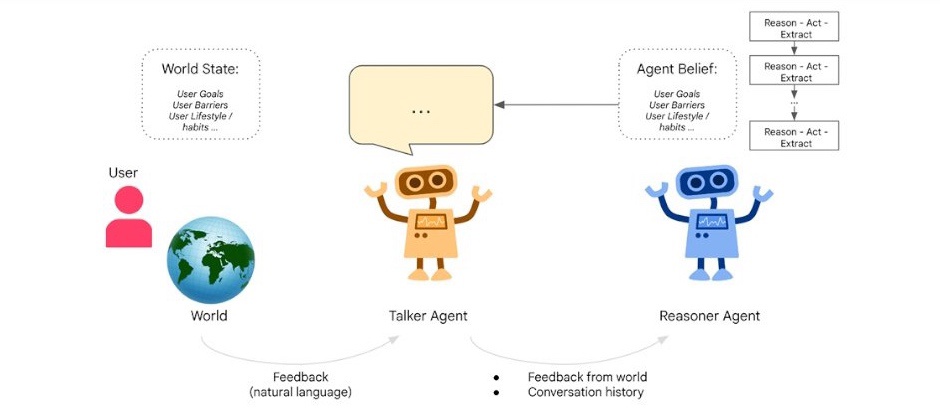 World State:
User Goals
User Barriers
User Lifestyle /
habits ...
...
Agent Belief:
User Goals
User Barriers
User Lifestyle /
habits ...
Reason - Act -
Extract
Reason - Act -
Extract
...
Reason - Act -
Extract
User
World
Talker Agent
Reasoner Agent
Feedback
(natural language)
● Feedback from world
● Conversation history